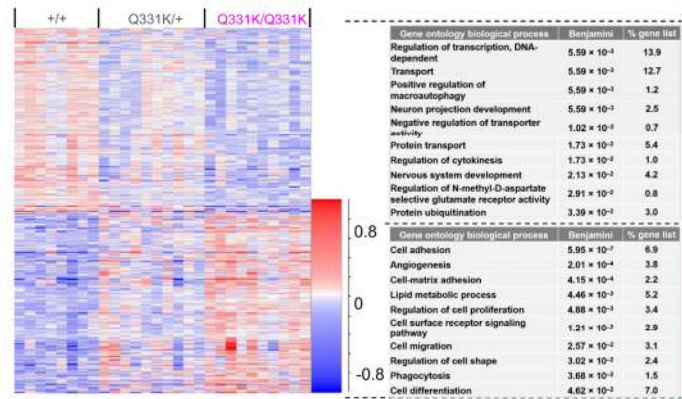 +/+ Q331K/+ Q331K/Q331K
0.8
0
-0.8
Gene ontology biological process Benjamini % gene list
Regulation of transcription, DNA-
dependent 5.59 × 10⁻³ 13.9
Transport 5.59 × 10⁻³ 12.7
Positive regulation of
macroautophagy 5.59 × 10⁻³ 1.2
Neuron projection development 5.59 × 10⁻³ 2.5
Negative regulation of transporter
activity 1.02 × 10⁻² 0.7
Protein transport 1.73 × 10⁻² 5.4
Regulation of cytokinesis 1.73 × 10⁻² 1.0
Nervous system development 2.13 × 10⁻² 4.2
Regulation of N-methyl-D-aspartate
selective glutamate receptor activity 2.91 × 10⁻² 0.8
Protein ubiquitination 3.39 × 10⁻² 3.0
Gene ontology biological process Benjamini % gene list
Cell adhesion 5.95 × 10⁻⁷ 6.9
Angiogenesis 2.01 × 10⁻⁴ 3.8
Cell-matrix adhesion 4.15 × 10⁻⁴ 2.2
Lipid metabolic process 4.46 × 10⁻³ 5.2
Regulation of cell proliferation 4.88 × 10⁻³ 3.4
Cell surface receptor signaling
pathway 1.21 × 10⁻² 2.9
Cell migration 2.57 × 10⁻² 3.1
Regulation of cell shape 3.02 × 10⁻² 2.4
Phagocytosis 3.68 × 10⁻² 1.5
Cell differentiation 4.62 × 10⁻² 7.0